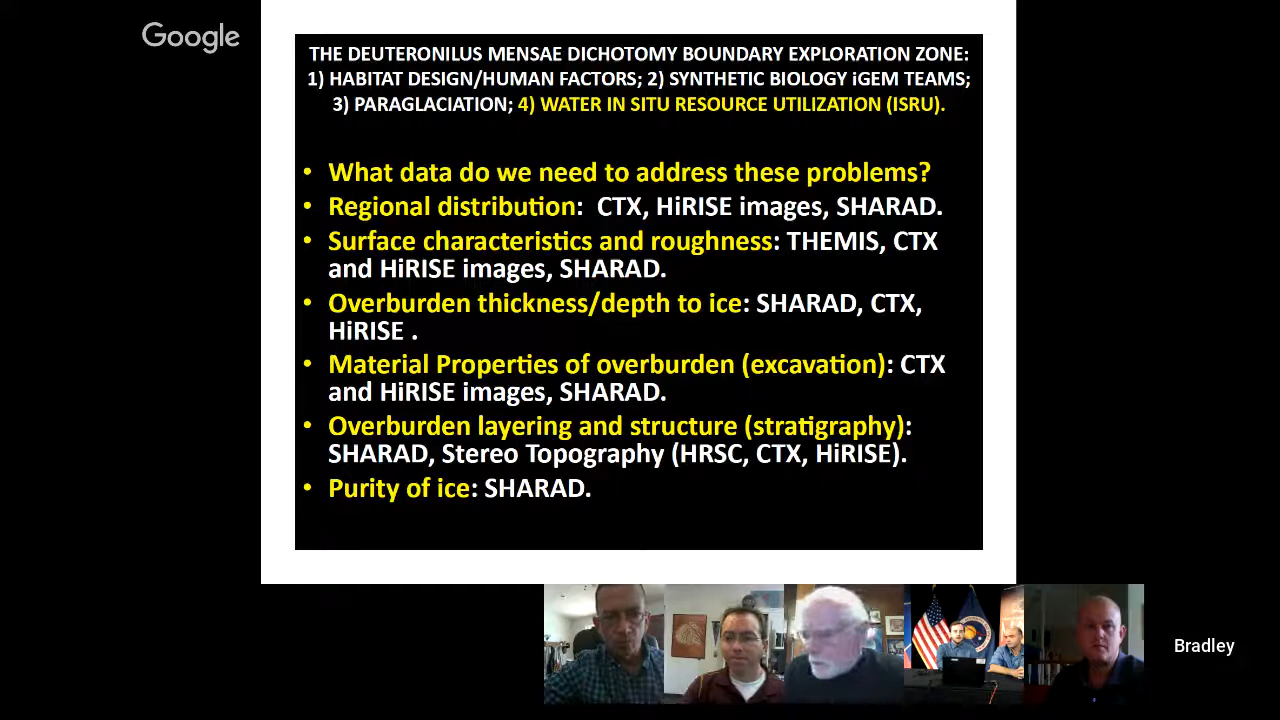 Google
THE DEUTERONILUS MENSAE DICHOTOMY BOUNDARY EXPLORATION ZONE:
1) HABITAT DESIGN/HUMAN FACTORS; 2) SYNTHETIC BIOLOGY iGEM TEAMS;
3) PARAGLACIATION; 4) WATER IN SITU RESOURCE UTILIZATION (ISRU).
• What data do we need to address these problems?
• Regional distribution: CTX, HiRISE images, SHARAD.
• Surface characteristics and roughness: THEMIS, CTX
and HiRISE images, SHARAD.
• Overburden thickness/depth to ice: SHARAD, CTX,
HiRISE .
• Material Properties of overburden (excavation): CTX
and HiRISE images, SHARAD.
• Overburden layering and structure (stratigraphy):
SHARAD, Stereo Topography (HRSC, CTX, HiRISE).
• Purity of ice: SHARAD.
Bradley